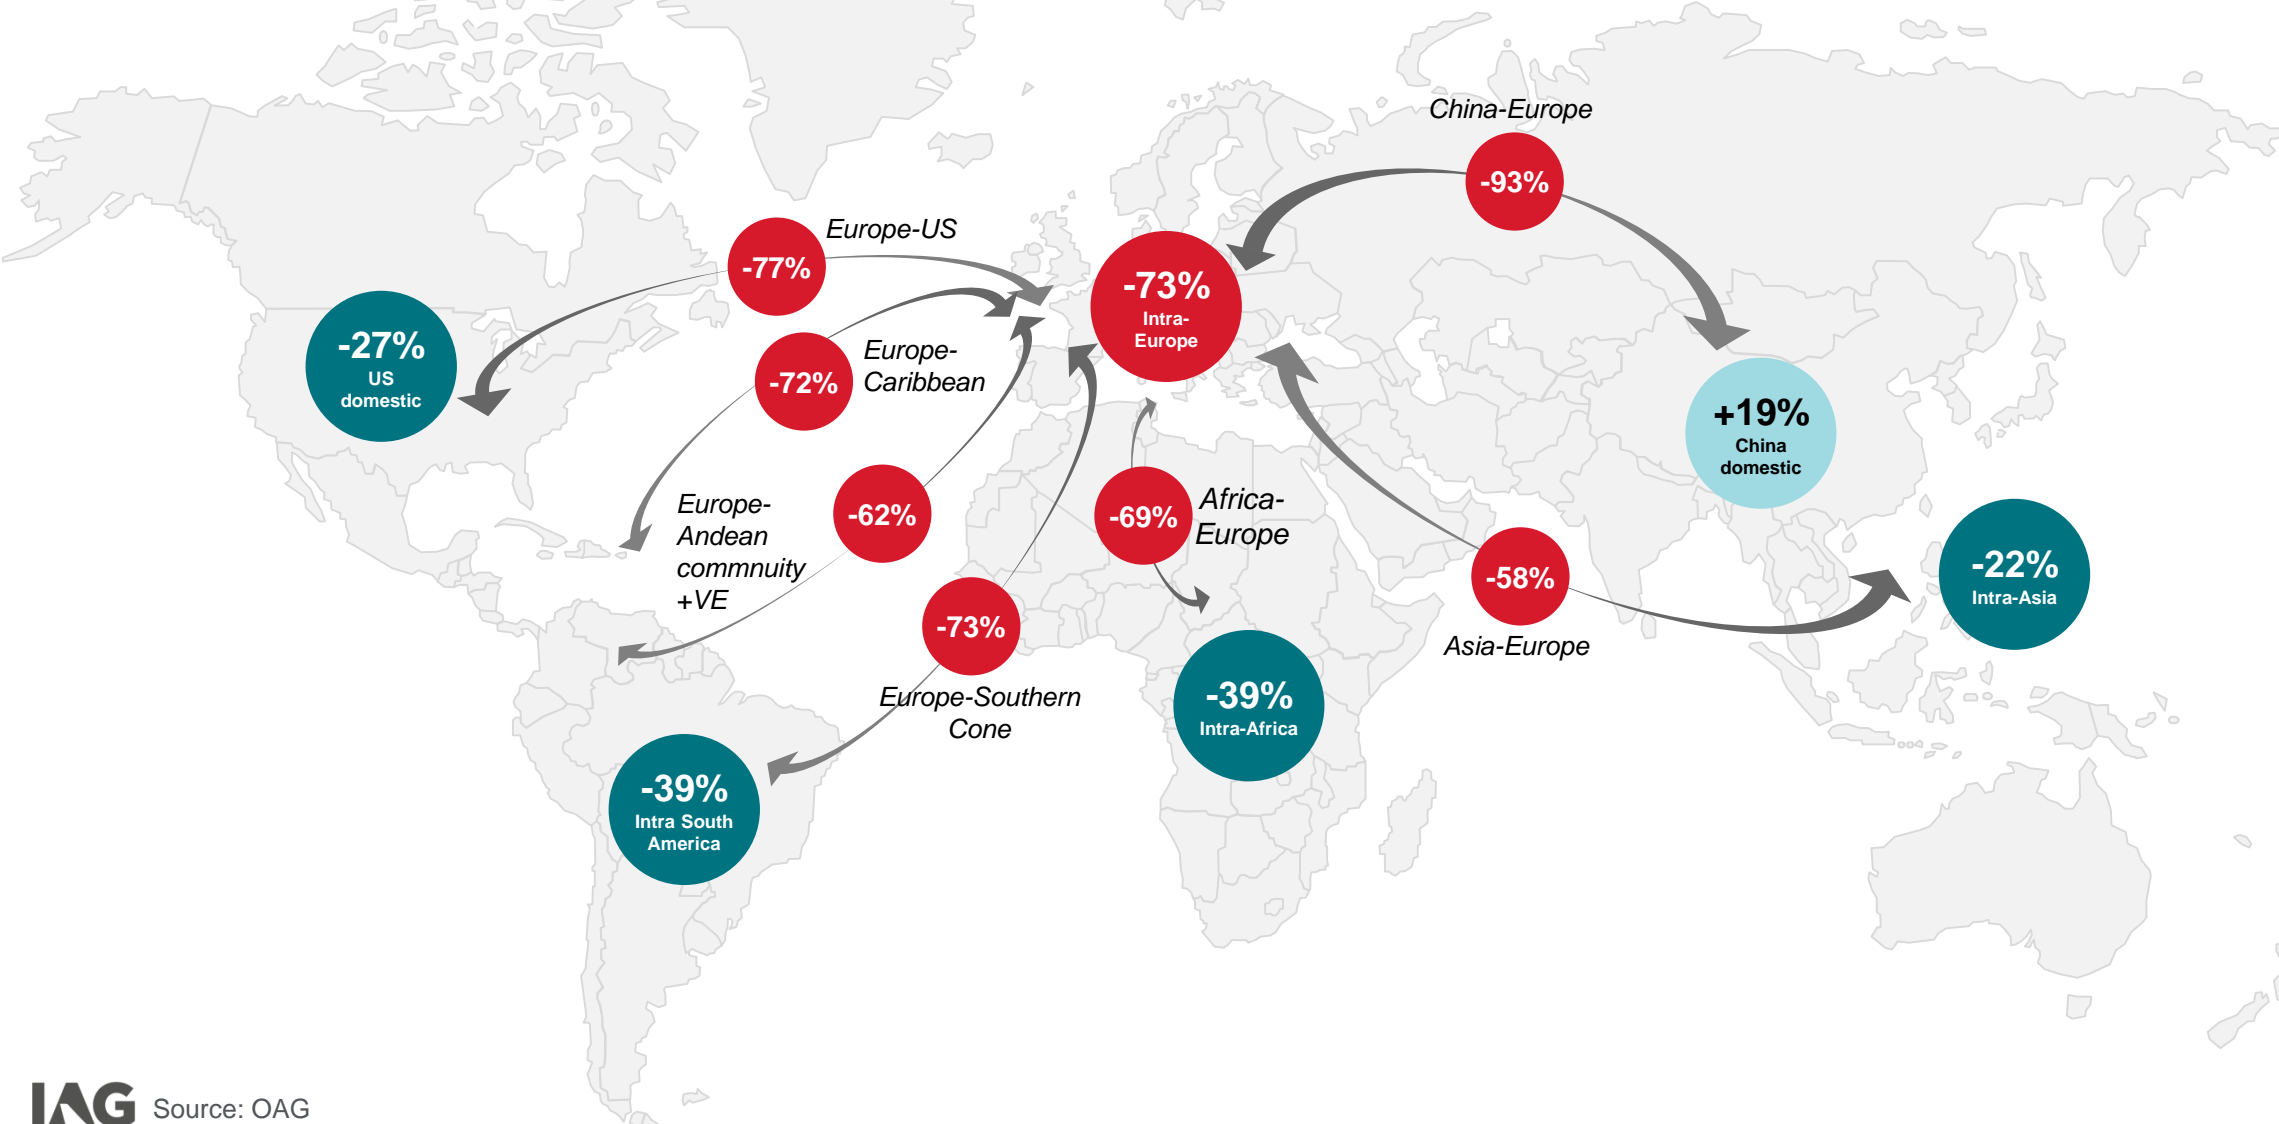 China-Europe
-93%
Europe-US
-77%
-73%
Intra-
Europe
-27%
US
domestic
Europe-
Caribbean
-72%
+19%
China
domestic
Europe-
Andean
commnuity
+VE
-62%
Africa-
Europe
-69%
-58%
Asia-Europe
-22%
Intra-Asia
-73%
Europe-Southern
Cone
-39%
Intra-Africa
-39%
Intra South
America
IAG
Source: OAG